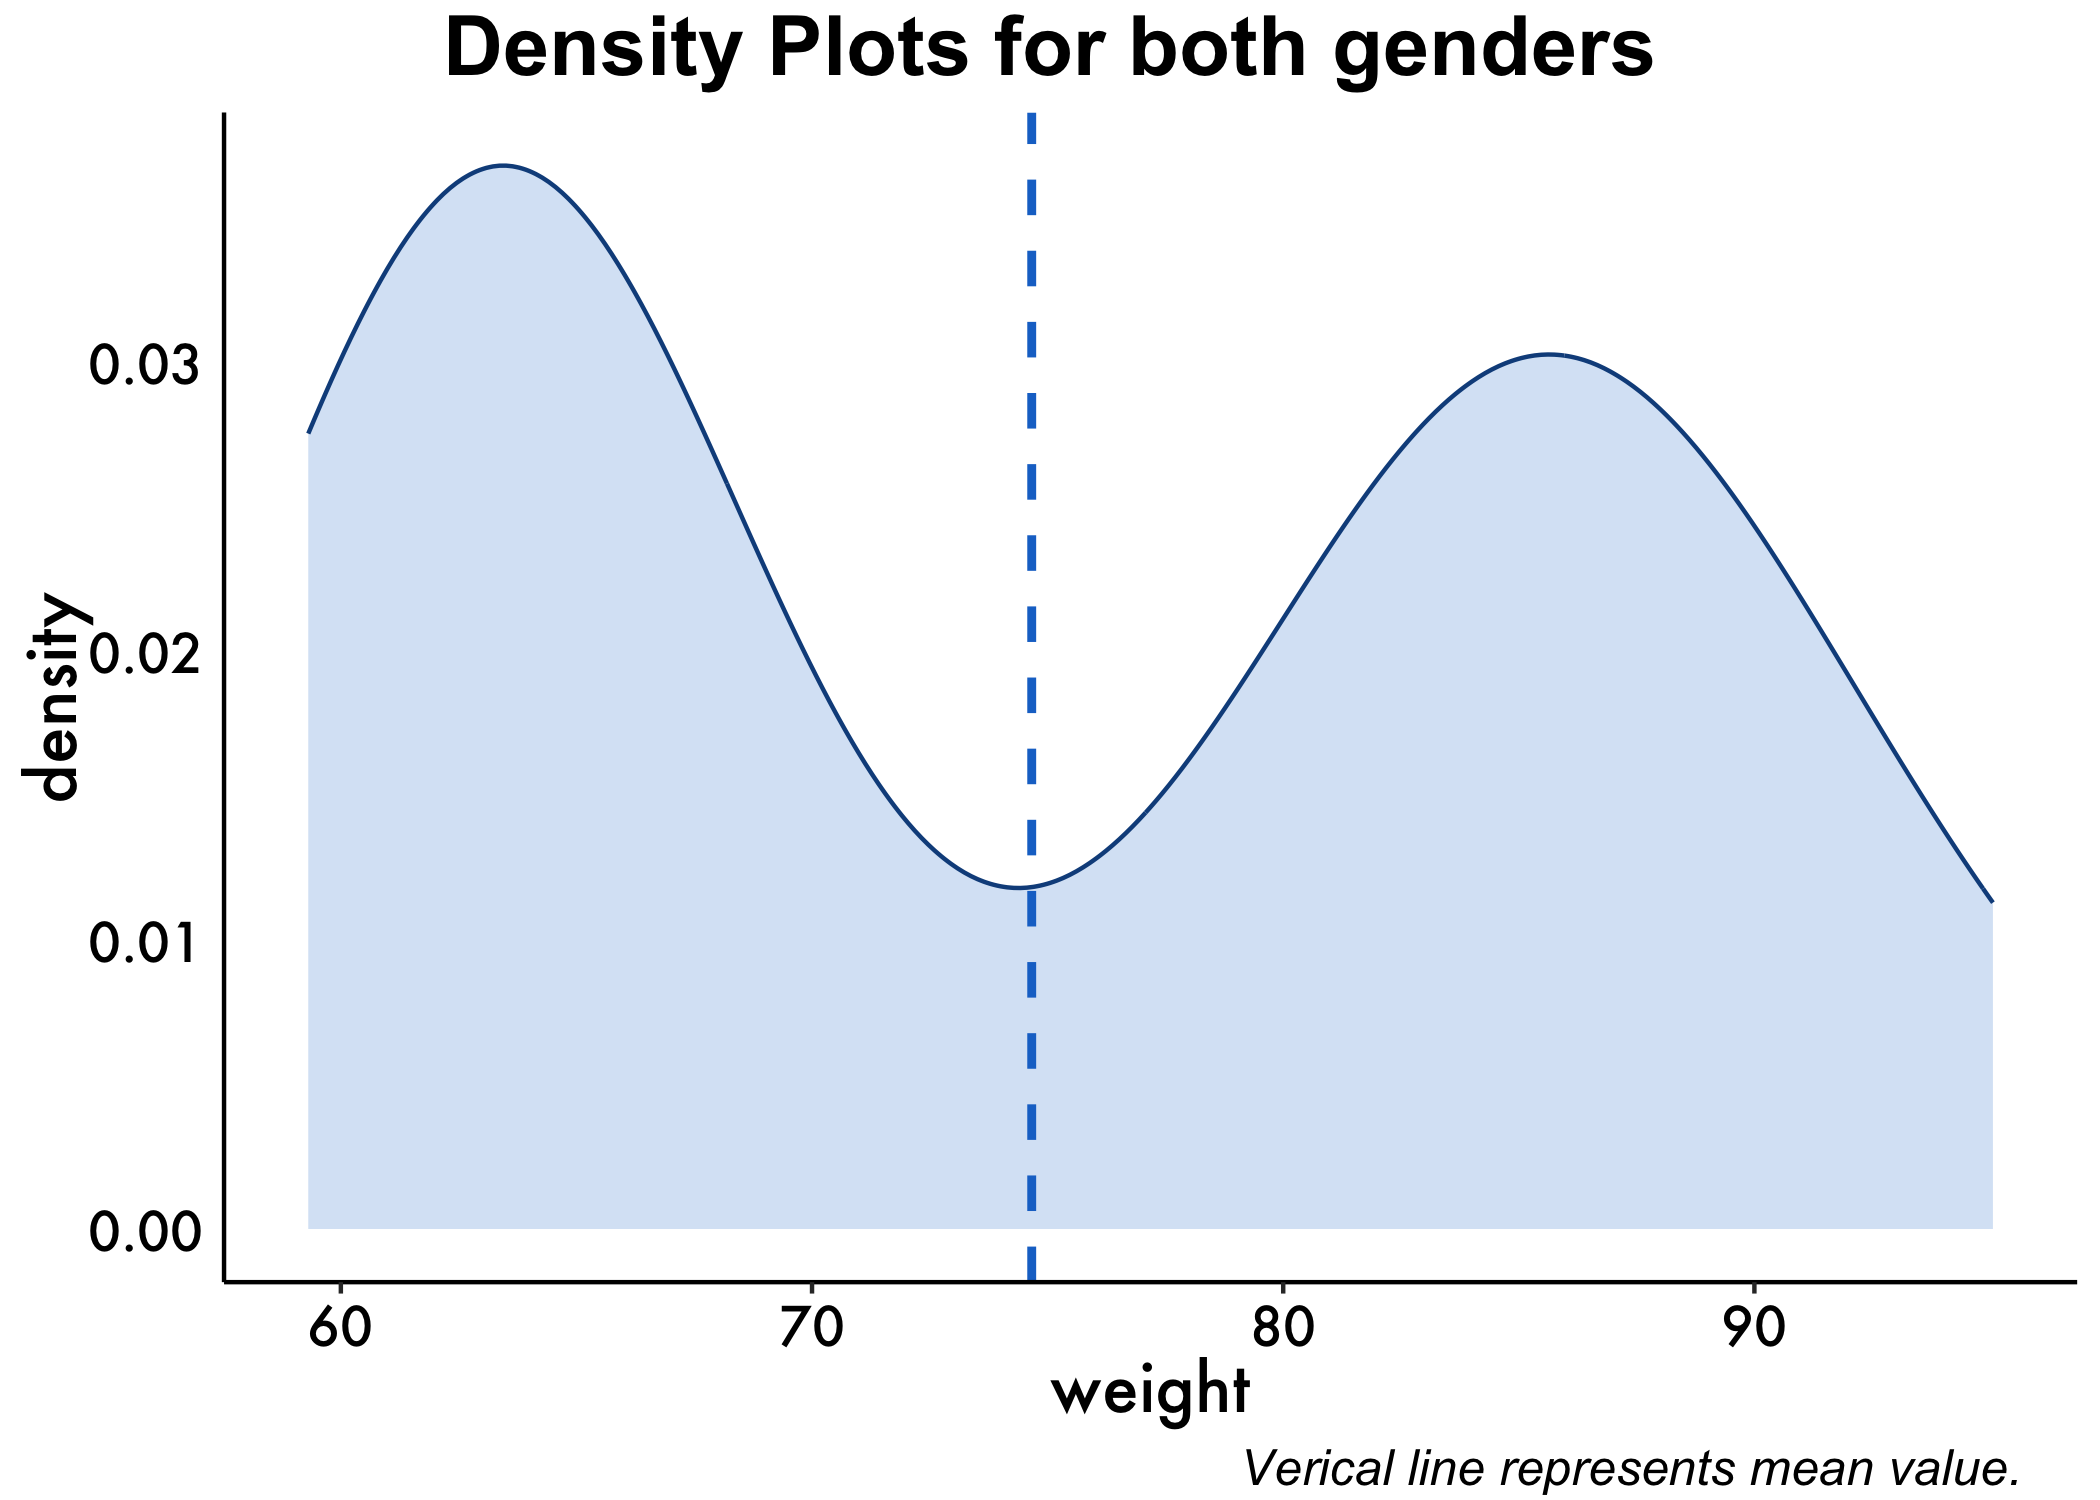 Density Plots for both genders
0.03
0.02
0.01
0.00
density
60 70 80 90
weight
Verical line represents mean value.